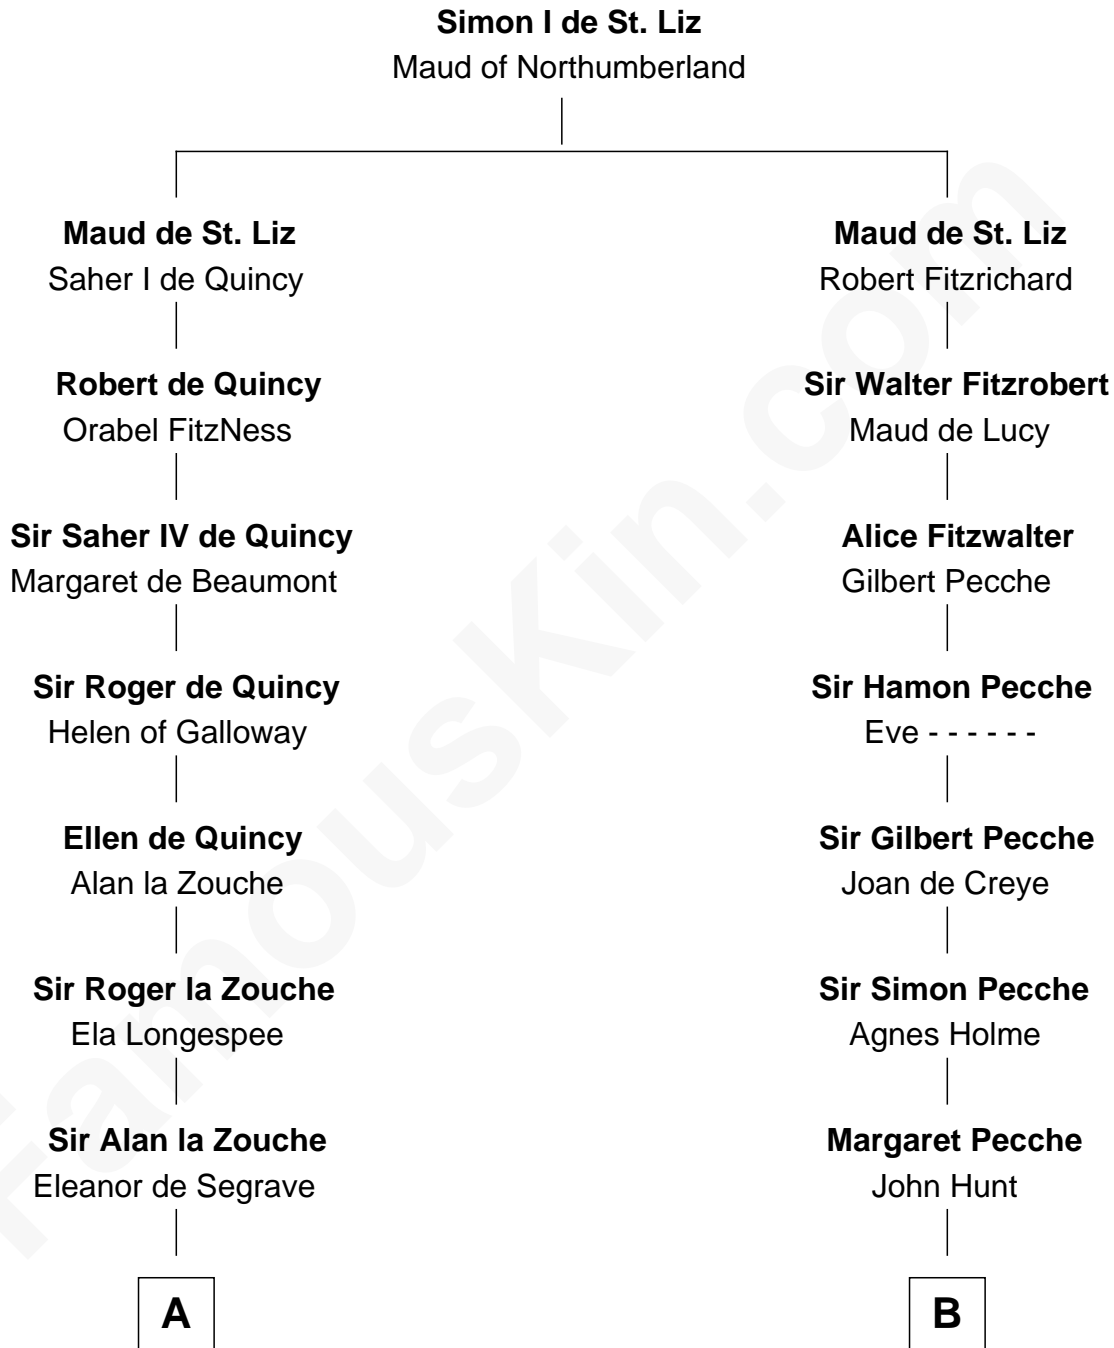 Simon I de St. Liz
Maud of Northumberland
Maud de St. Liz
Saher I de Quincy
Robert de Quincy
Orabel FitzNess
Sir Saher IV de Quincy
Margaret de Beaumont
Sir Roger de Quincy
Helen of Galloway
Ellen de Quincy
Alan la Zouche
Sir Roger la Zouche
Ela Longespee
Sir Alan la Zouche
Eleanor de Segrave
A
Maud de St. Liz
Robert Fitzrichard
Sir Walter Fitzrobert
Maud de Lucy
Alice Fitzwalter
Gilbert Pecche
Sir Hamon Pecche
Eve - - - - - -
Sir Gilbert Pecche
Joan de Creye
Sir Simon Pecche
Agnes Holme
Margaret Pecche
John Hunt
B
FamousKin.com